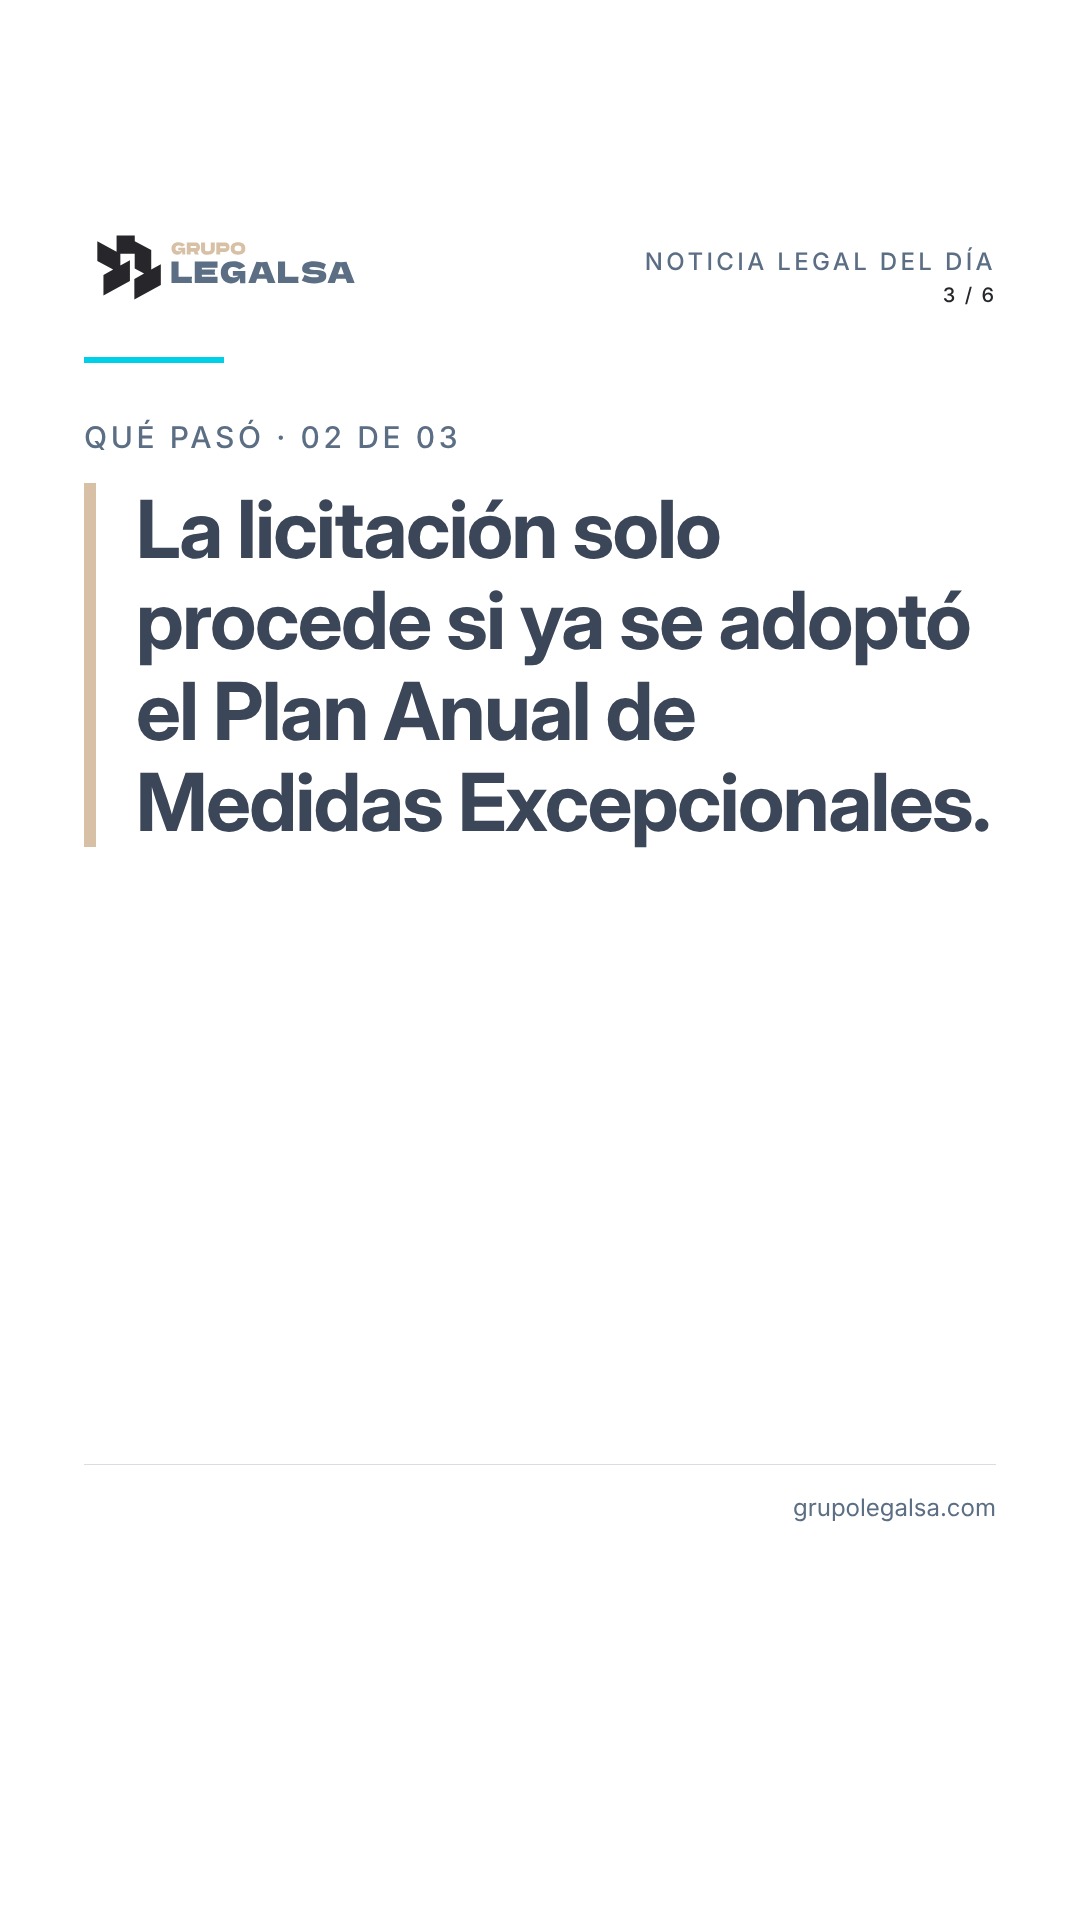 GRUPO
LEGALSA
NOTICIA LEGAL DEL DÍA
3 / 6
QUÉ PASÓ · 02 DE 03
La licitación solo
procede si ya se adoptó
el Plan Anual de
Medidas Excepcionales.
grupolegalsa.com